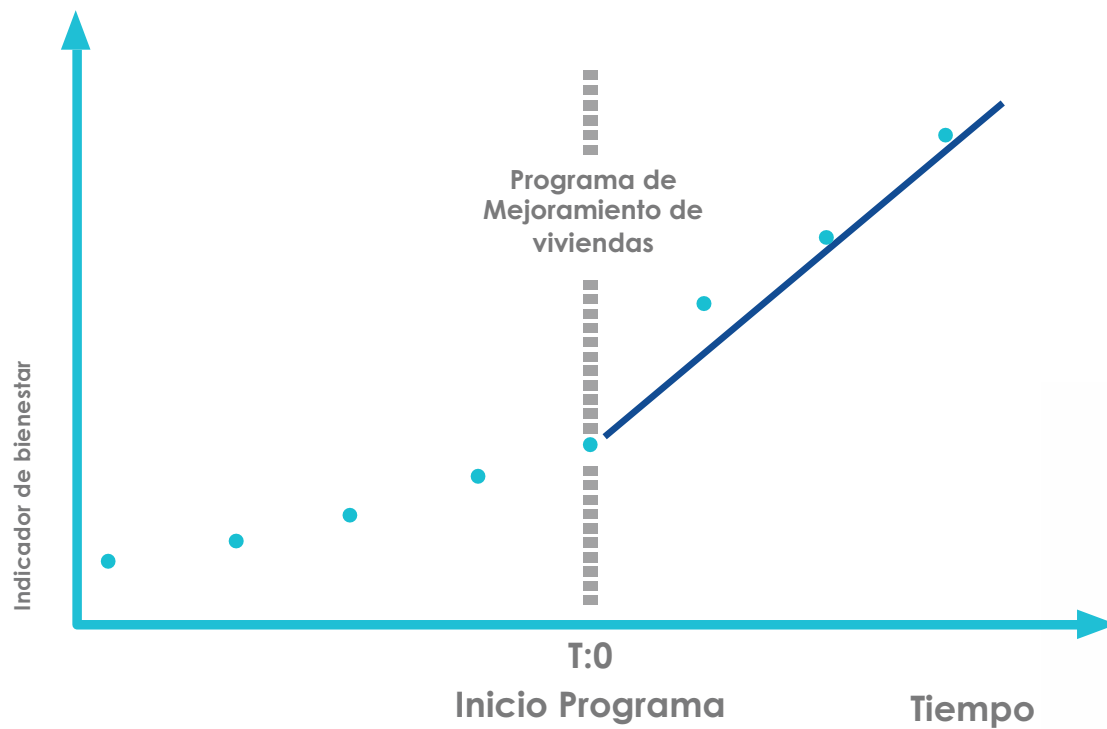 Programa de
Mejoramiento de
viviendas
Indicador de bienestar
T:0
Inicio Programa
Tiempo